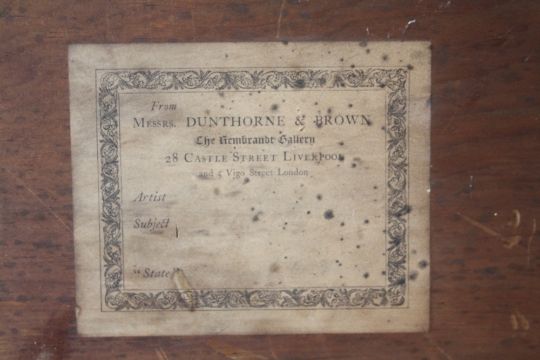 From
MESSRS. DUNTHORNE & BROWN
The Rembrandt Gallery
28 CASTLE STREET LIVERPOOL
and 5 Vigo Street London
Artist
Subject
"State"